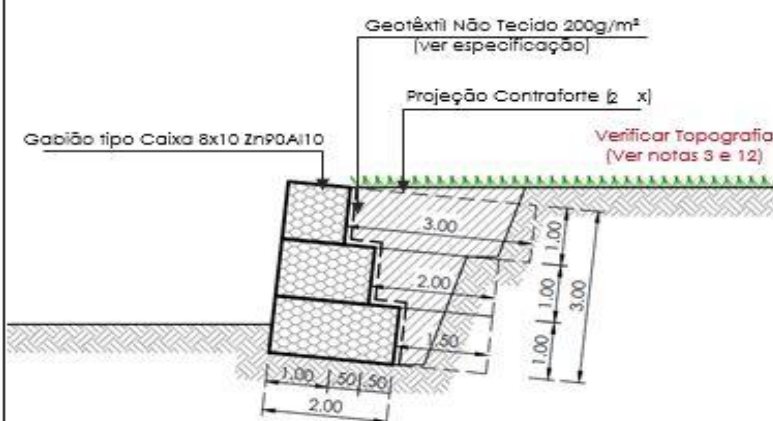 Geotêxtil Não Tecido 200g/m²
(ver especificação)
Projeção Contraforte (2 x)
Gabião tipo Caixa 8x10 Zn90Al10
Verificar Topografia
(Ver notas 3 e 12)
3.00
1.00
2.00
1.00
3.00
1.50
1.00
1.00 .50 .50
2.00